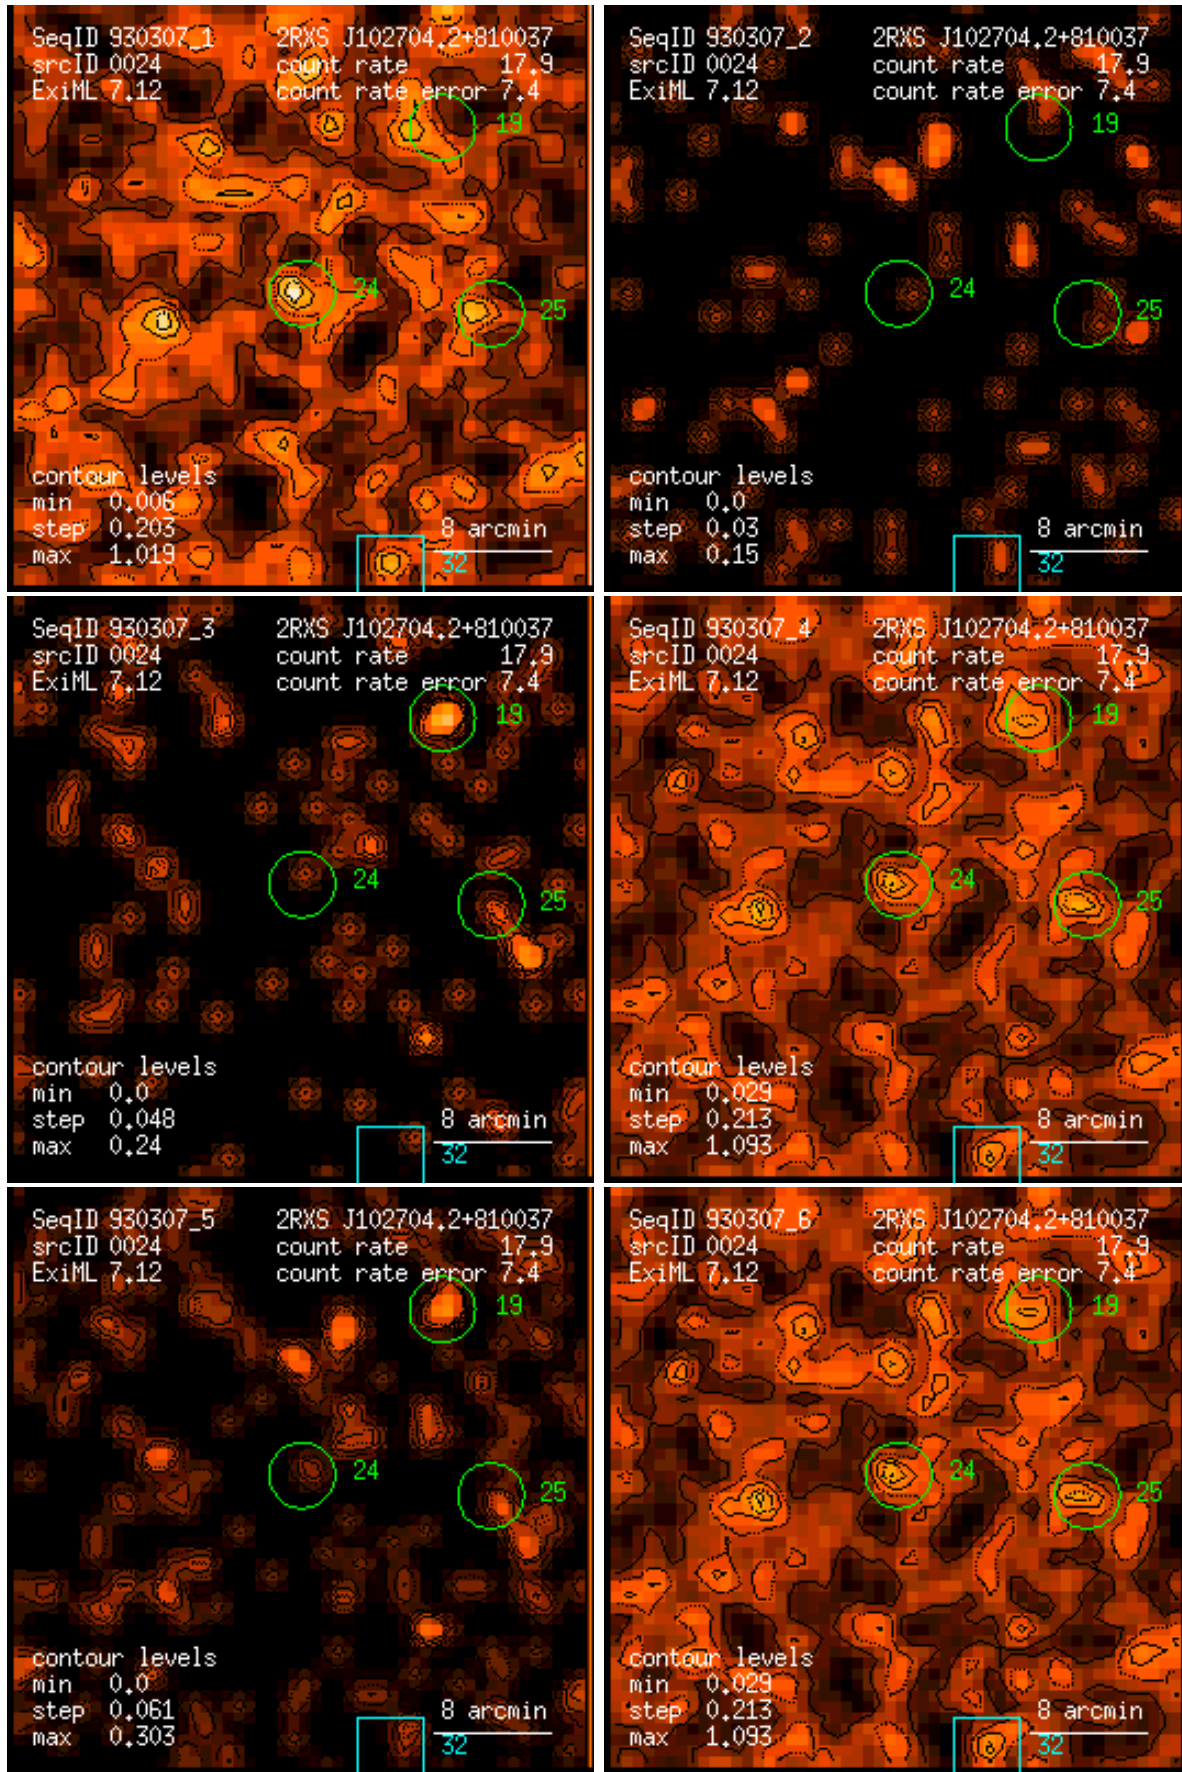 SeqID 930307_1 2RXS J102704.2+810037
srcID 0024 count rate 17.9
ExiML 7.12 count rate error 7.4
19
24
25
contour levels
min 0.006
step 0.203 8 arcmin
max 1.019 32
SeqID 930307_2 2RXS J102704.2+810037
srcID 0024 count rate 17.9
ExiML 7.12 count rate error 7.4
19
24
25
contour levels
min 0.0
step 0.03 8 arcmin
max 0.15 32
SeqID 930307_3 2RXS J102704.2+810037
srcID 0024 count rate 17.9
ExiML 7.12 count rate error 7.4
19
24
25
contour levels
min 0.0
step 0.048 8 arcmin
max 0.24 32
SeqID 930307_4 2RXS J102704.2+810037
srcID 0024 count rate 17.9
ExiML 7.12 count rate error 7.4
19
24
25
contour levels
min 0.029
step 0.213 8 arcmin
max 1.093 32
SeqID 930307_5 2RXS J102704.2+810037
srcID 0024 count rate 17.9
ExiML 7.12 count rate error 7.4
19
24
25
contour levels
min 0.0
step 0.061 8 arcmin
max 0.303 32
SeqID 930307_6 2RXS J102704.2+810037
srcID 0024 count rate 17.9
ExiML 7.12 count rate error 7.4
19
24
25
contour levels
min 0.029
step 0.213 8 arcmin
max 1.093 32